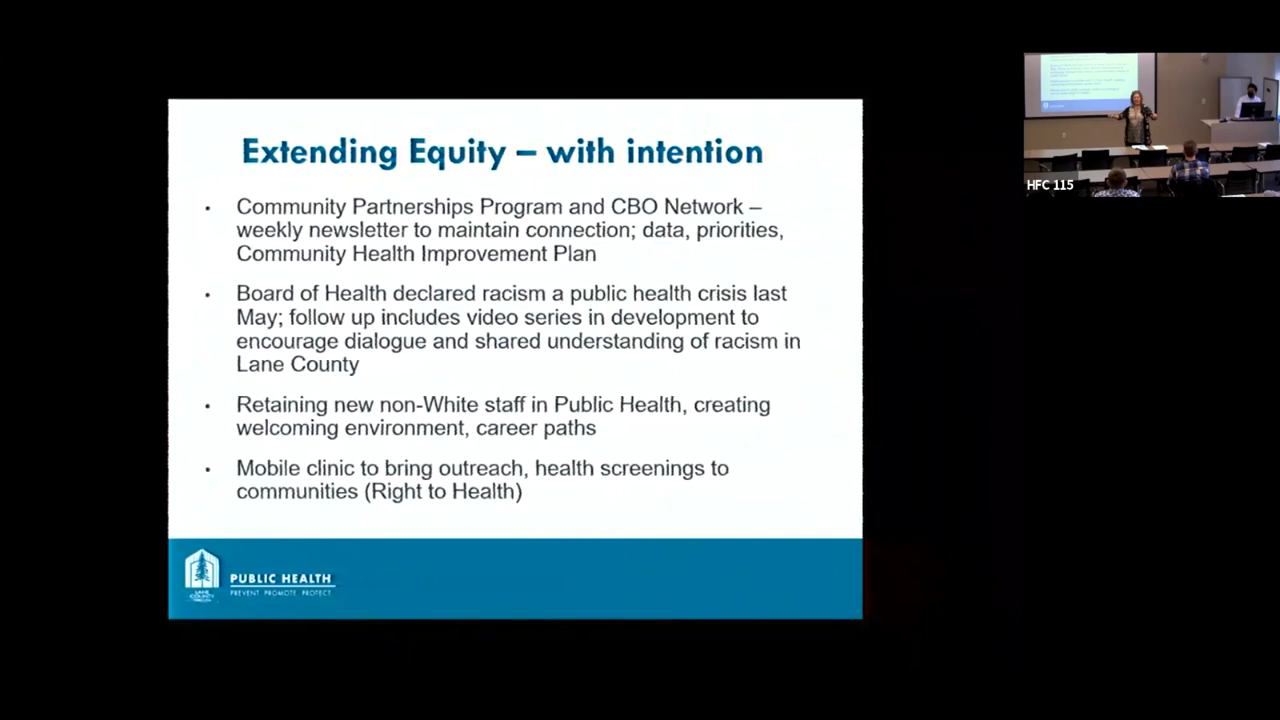 Extending Equity – with intention
• Community Partnerships Program and CBO Network –
weekly newsletter to maintain connection; data, priorities,
Community Health Improvement Plan
• Board of Health declared racism a public health crisis last
May; follow up includes video series in development to
encourage dialogue and shared understanding of racism in
Lane County
• Retaining new non-White staff in Public Health, creating
welcoming environment, career paths
• Mobile clinic to bring outreach, health screenings to
communities (Right to Health)
LANE
COUNTY
PUBLIC HEALTH
PREVENT PROMOTE PROTECT
HFC 115